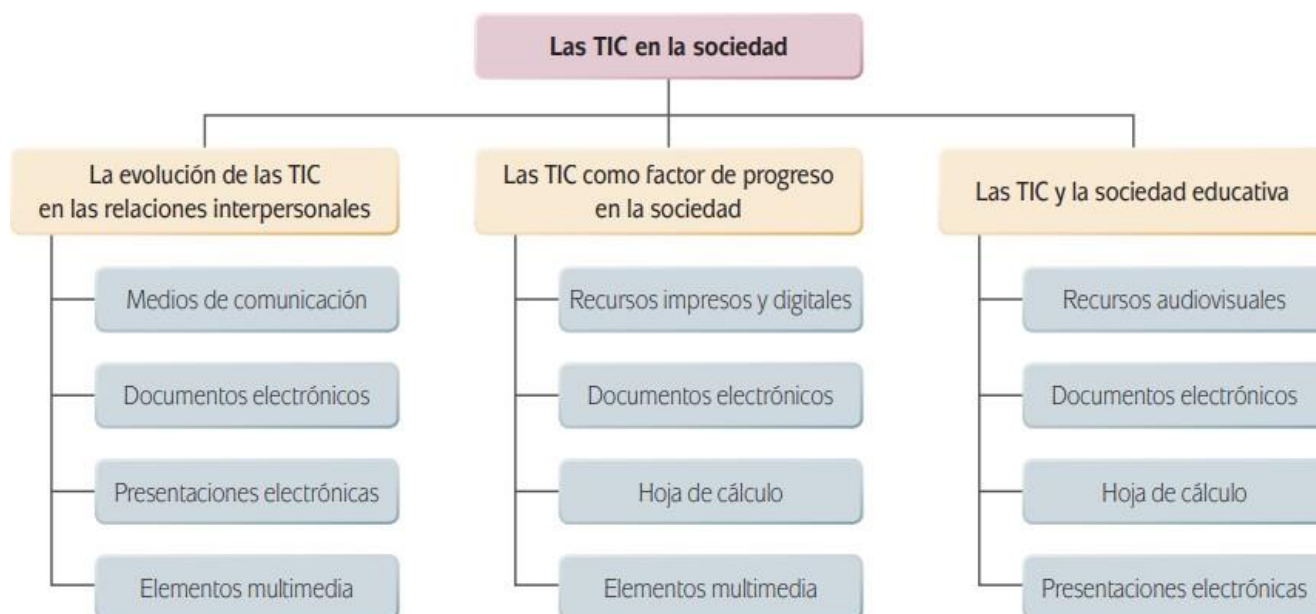 Las TIC en la sociedad
La evolución de las TIC
en las relaciones interpersonales
Medios de comunicación
Documentos electrónicos
Presentaciones electrónicas
Elementos multimedia
Las TIC como factor de progreso
en la sociedad
Recursos impresos y digitales
Documentos electrónicos
Hoja de cálculo
Elementos multimedia
Las TIC y la sociedad educativa
Recursos audiovisuales
Documentos electrónicos
Hoja de cálculo
Presentaciones electrónicas